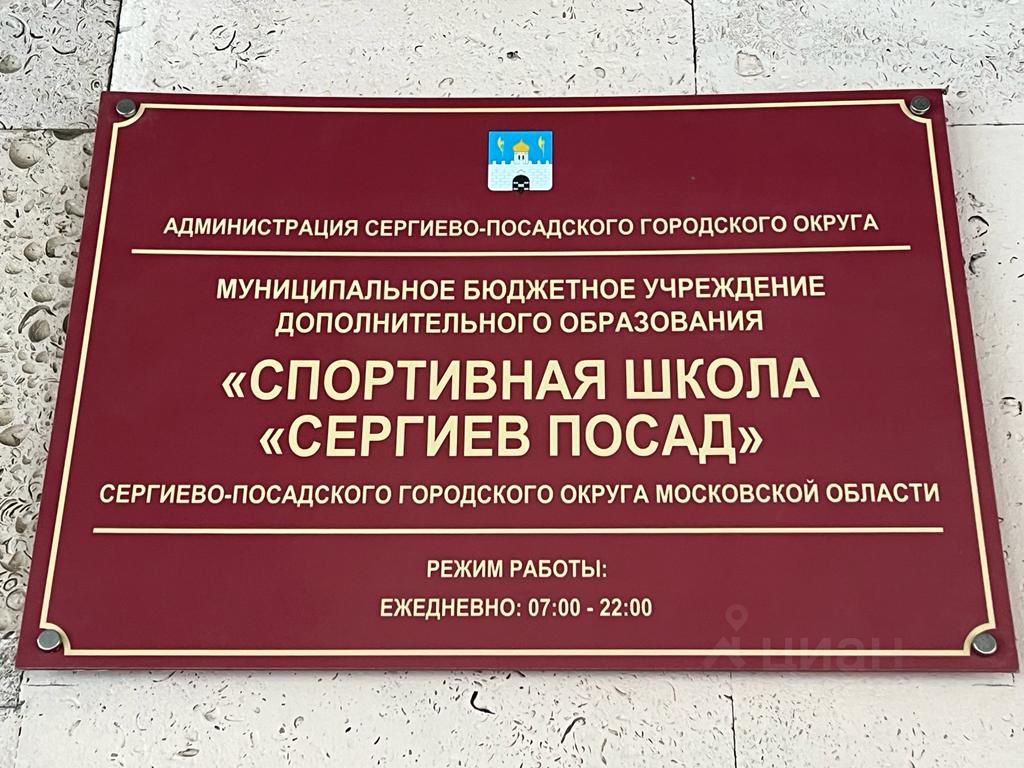 АДМИНИСТРАЦИЯ СЕРГИЕВО-ПОСАДСКОГО ГОРОДСКОГО ОКРУГА
МУНИЦИПАЛЬНОЕ БЮДЖЕТНОЕ УЧРЕЖДЕНИЕ
ДОПОЛНИТЕЛЬНОГО ОБРАЗОВАНИЯ
«СПОРТИВНАЯ ШКОЛА
«СЕРГИЕВ ПОСАД»
СЕРГИЕВО-ПОСАДСКОГО ГОРОДСКОГО ОКРУГА МОСКОВСКОЙ ОБЛАСТИ
РЕЖИМ РАБОТЫ:
ЕЖЕДНЕВНО: 07:00 - 22:00
циан